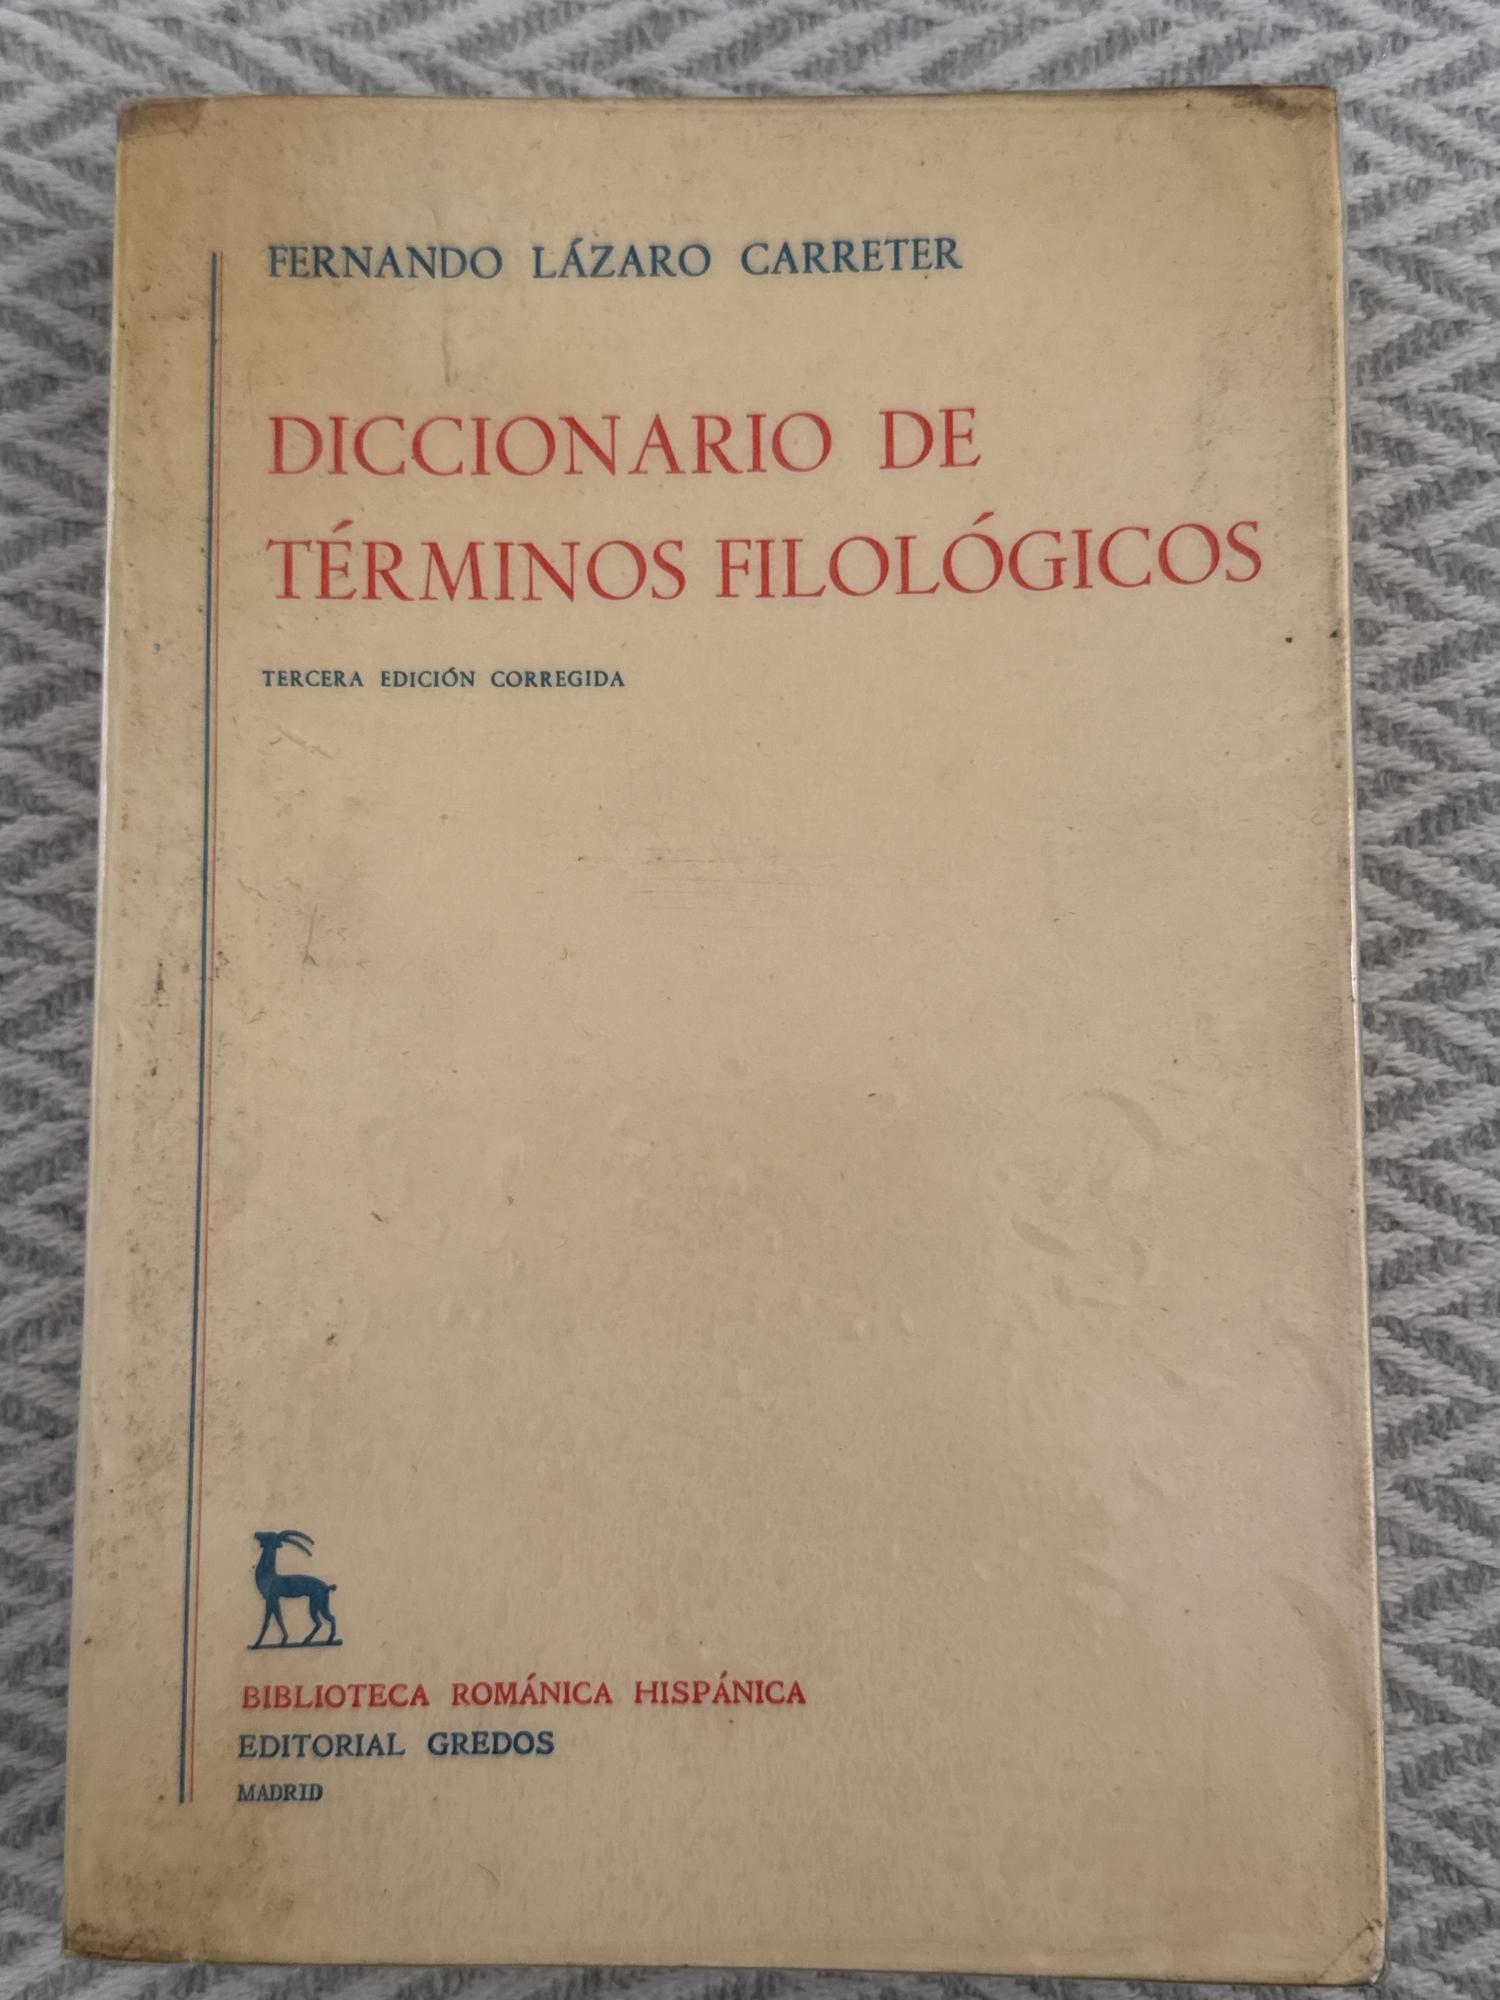 FERNANDO LÁZARO CARRETER
DICCIONARIO DE
TÉRMINOS FILOLÓGICOS
TERCERA EDICIÓN CORREGIDA
BIBLIOTECA ROMÁNICA HISPÁNICA
EDITORIAL GREDOS
MADRID